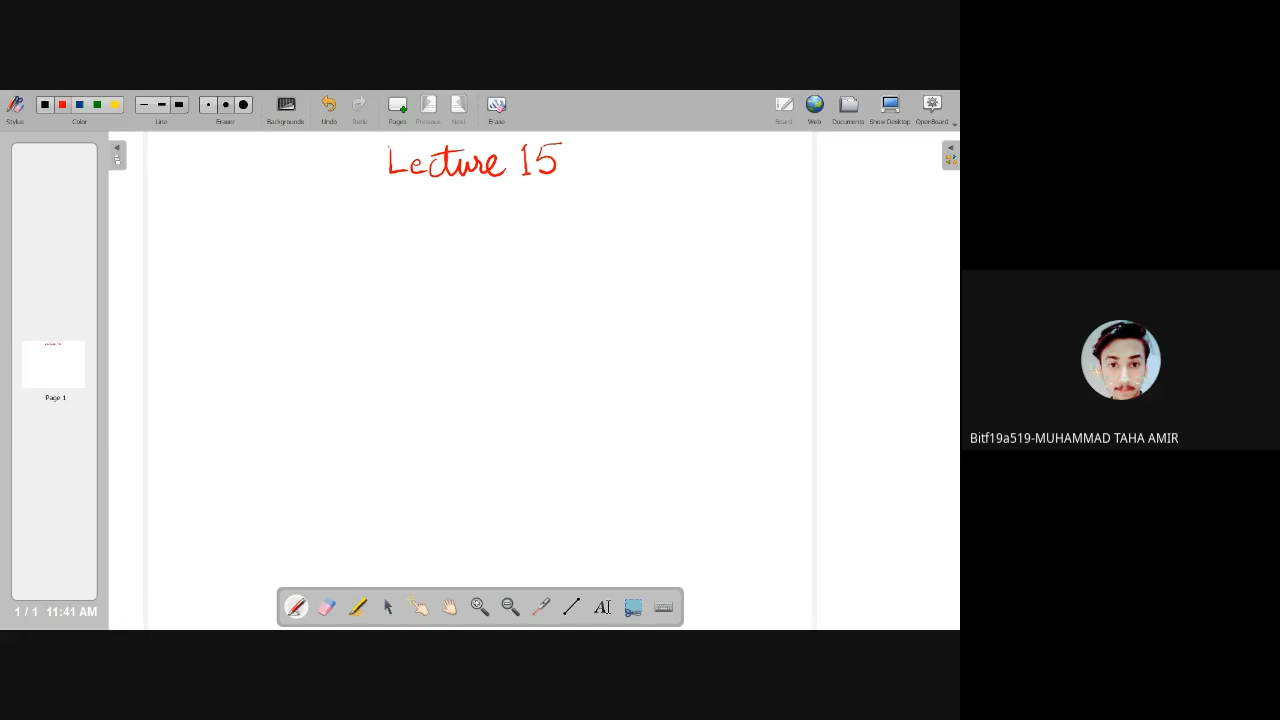 Stylus Color Line Eraser Backgrounds Undo Redo Pages Previous Next Erase Board Web Documents Show Desktop OpenBoard
Lecture 15
Page 1
Bitf19a519-MUHAMMAD TAHA AMIR
1 / 1 11:41 AM
AI